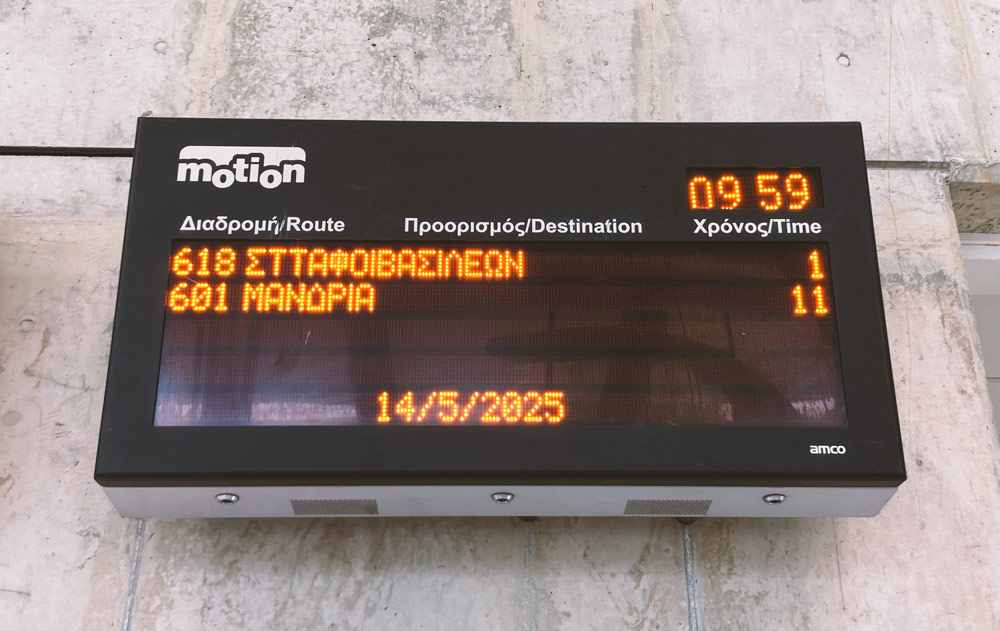 motion
09 59
Διαδρομή/Route Προορισμός/Destination Χρόνος/Time
618 ΣΤΤΑΦΟΙΒΑΣΙΛΕΩΝ 1
601 ΜΑΝΔΡΙΑ 11
14/5/2025
amco